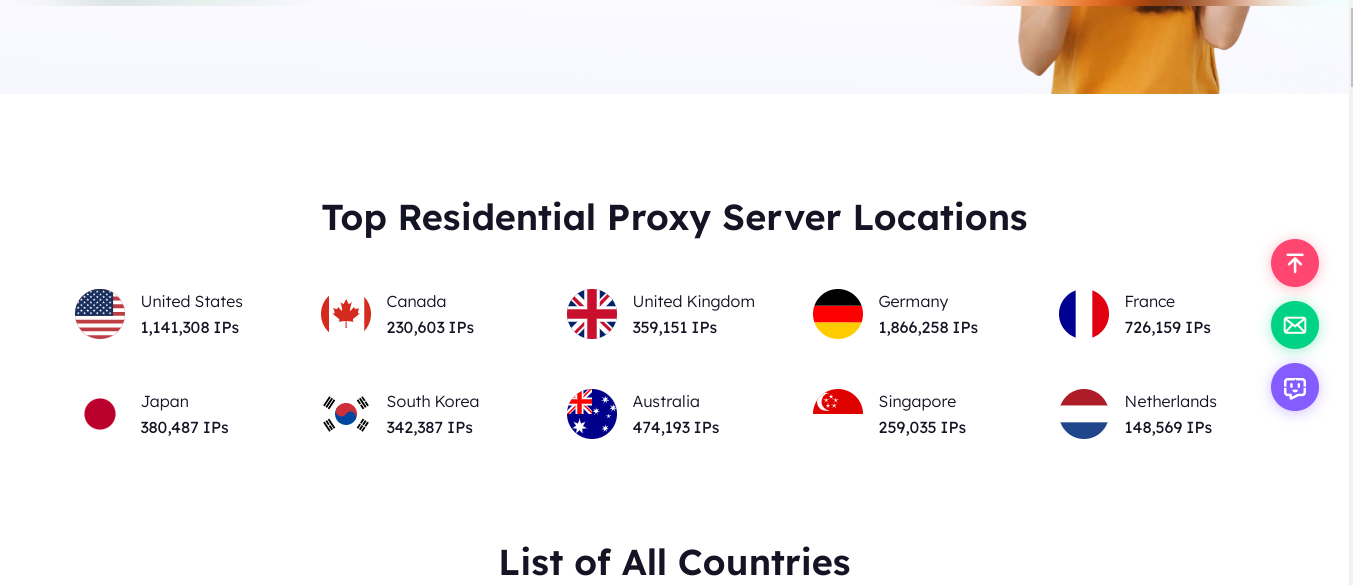 Top Residential Proxy Server Locations
United States
1,141,308 IPs
Canada
230,603 IPs
United Kingdom
359,151 IPs
Germany
1,866,258 IPs
France
726,159 IPs
Japan
380,487 IPs
South Korea
342,387 IPs
Australia
474,193 IPs
Singapore
259,035 IPs
Netherlands
148,569 IPs
List of All Countries